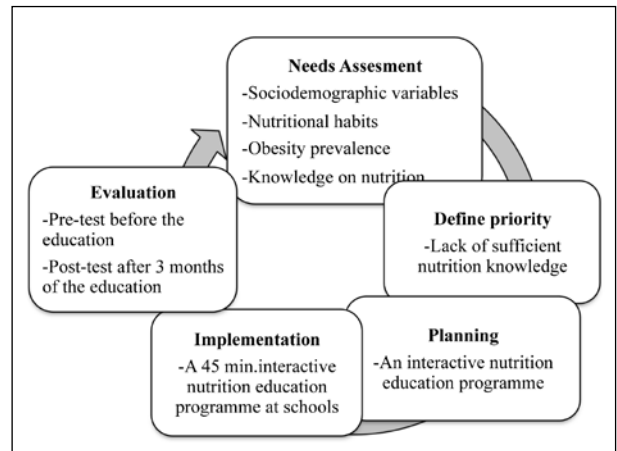 Needs Assesment
-Sociodemographic variables
-Nutritional habits
-Obesity prevalence
-Knowledge on nutrition
Define priority
-Lack of sufficient
nutrition knowledge
Planning
-An interactive nutrition
education programme
Implementation
-A 45 min.interactive
nutrition education
programme at schools
Evaluation
-Pre-test before the
education
-Post-test after 3 months
of the education